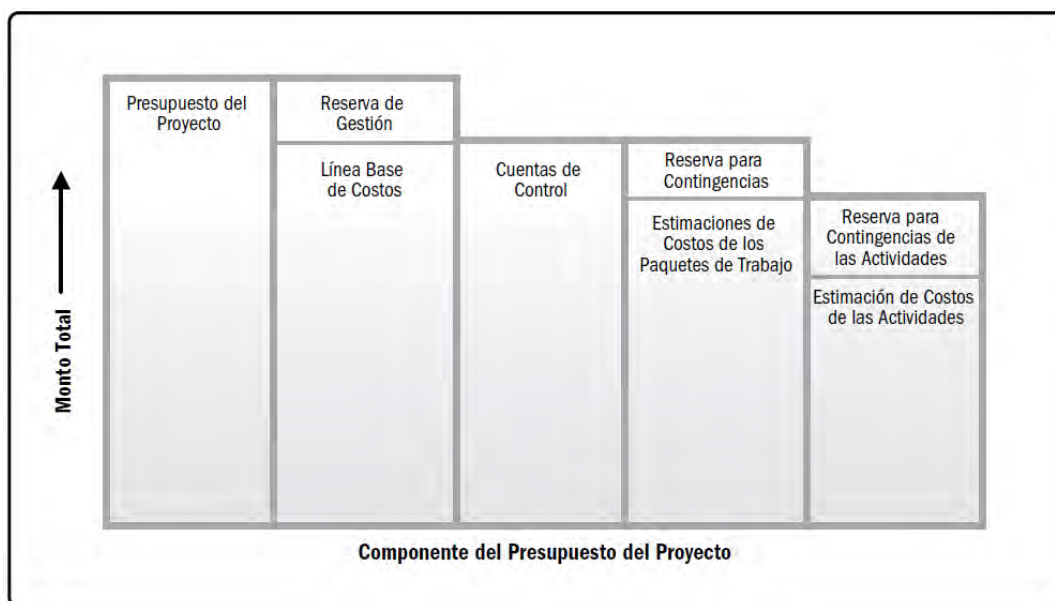 Presupuesto del
Proyecto
Reserva de
Gestión
Línea Base
de Costos
Cuentas de
Control
Reserva para
Contingencias
Estimaciones de
Costos de los
Paquetes de Trabajo
Reserva para
Contingencias de
las Actividades
Estimación de Costos
de las Actividades
Monto Total
Componente del Presupuesto del Proyecto